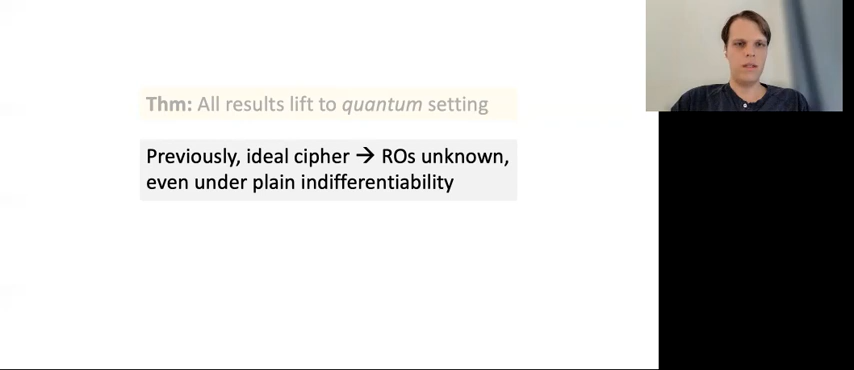 Thm: All results lift to quantum setting
Previously, ideal cipher → ROs unknown,
even under plain indifferentiability